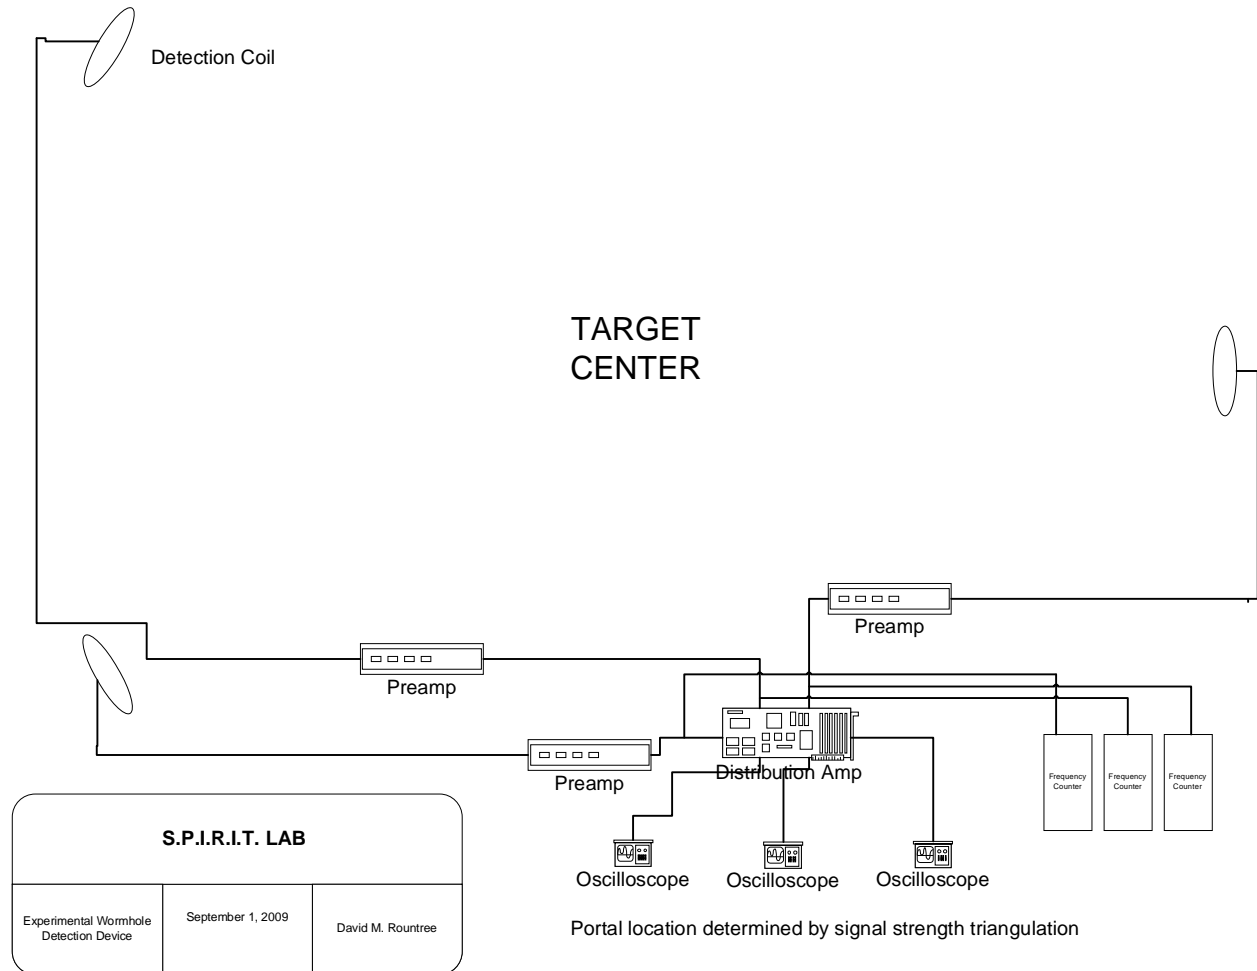 Detection Coil
TARGET
CENTER
Preamp
Preamp
Preamp
Distribution Amp
Frequency
Counter
Frequency
Counter
Frequency
Counter
Oscilloscope
Oscilloscope
Oscilloscope
S.P.I.R.I.T. LAB
Experimental Wormhole
Detection Device
September 1, 2009
David M. Rountree
Portal location determined by signal strength triangulation